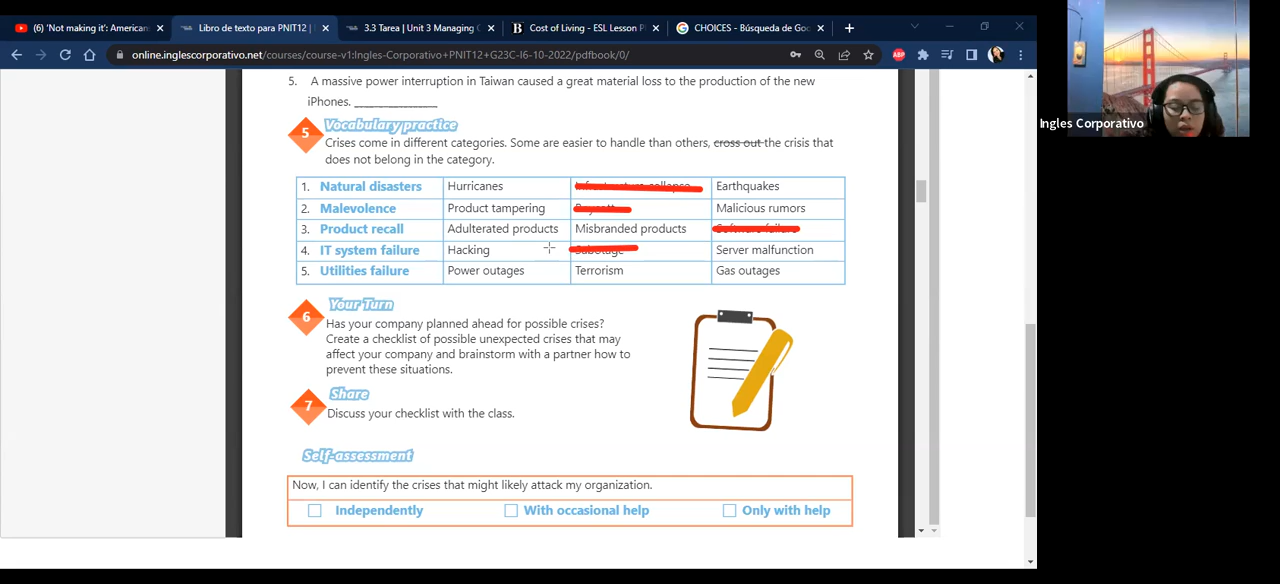 (6) 'Not making it': American
Libro de texto para PNIT12 |
3.3 Tarea | Unit 3 Managing C
Cost of Living - ESL Lesson P
CHOICES - Búsqueda de Goo
online.inglescorporativo.net/courses/course-v1:Ingles-Corporativo+PNIT12+G23C-I6-10-2022/pdfbook/0/
ABP
Ingles Corporativo
5. A massive power interruption in Taiwan caused a great material loss to the production of the new
iPhones. ________________
5 Vocabulary practice
Crises come in different categories. Some are easier to handle than others, cross out the crisis that
does not belong in the category.
1. Natural disasters Hurricanes Infrastructure collapse Earthquakes
2. Malevolence Product tampering Boycott Malicious rumors
3. Product recall Adulterated products Misbranded products Software failure
4. IT system failure Hacking Sabotage Server malfunction
5. Utilities failure Power outages Terrorism Gas outages
6 Your Turn
Has your company planned ahead for possible crises?
Create a checklist of possible unexpected crises that may
affect your company and brainstorm with a partner how to
prevent these situations.
7 Share
Discuss your checklist with the class.
Self-assessment
Now, I can identify the crises that might likely attack my organization.
Independently With occasional help Only with help